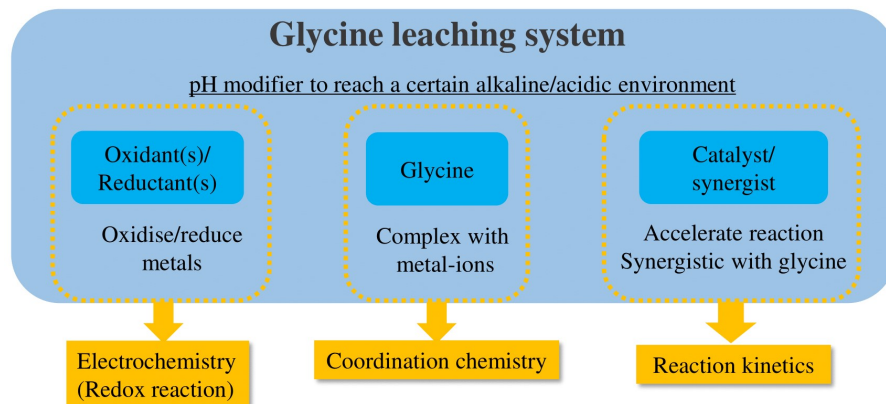 Glycine leaching system
pH modifier to reach a certain alkaline/acidic environment
Oxidant(s)/
Reductant(s)
Oxidise/reduce
metals
Glycine
Complex with
metal-ions
Catalyst/
synergist
Accelerate reaction
Synergistic with glycine
Electrochemistry
(Redox reaction)
Coordination chemistry
Reaction kinetics